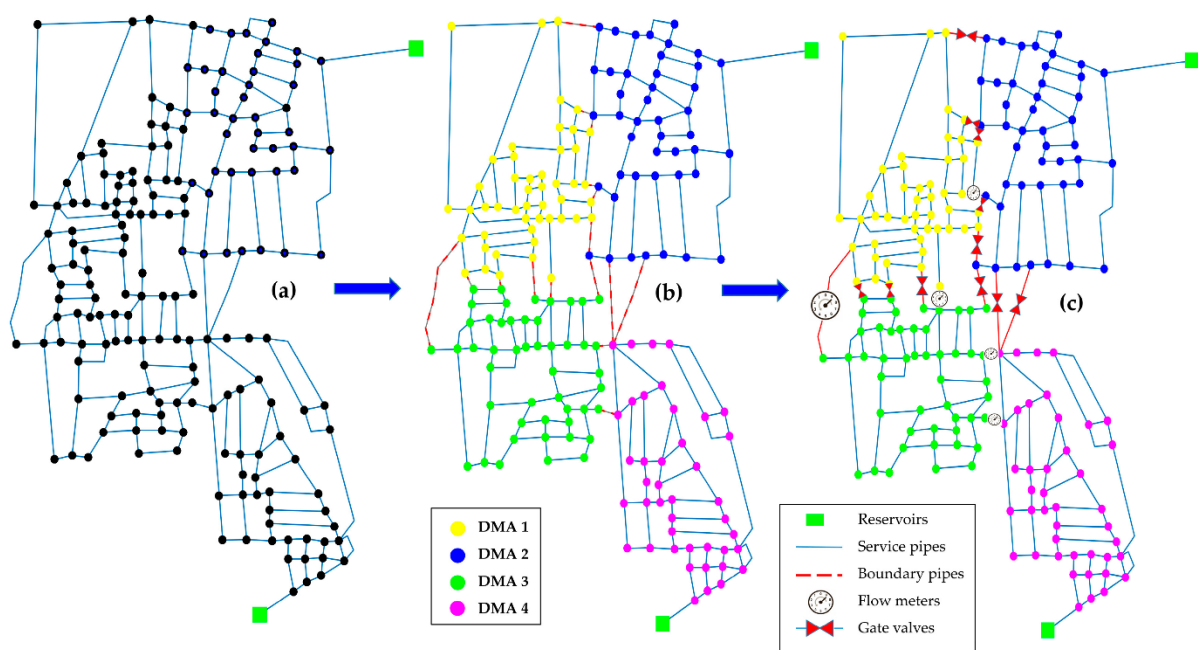 (a)
(b)
(c)
DMA 1
DMA 2
DMA 3
DMA 4
Reservoirs
Service pipes
Boundary pipes
Flow meters
Gate valves